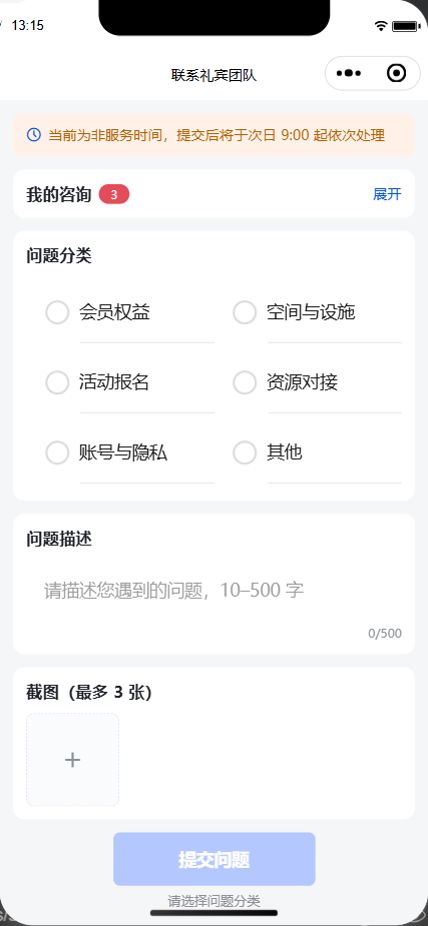 13:15
联系礼宾团队
当前为非服务时间，提交后将于次日 9:00 起依次处理
我的咨询 3 展开
问题分类
会员权益 空间与设施
活动报名 资源对接
账号与隐私 其他
问题描述
请描述您遇到的问题，10–500 字
0/500
截图（最多 3 张）
+
提交问题
请选择问题分类